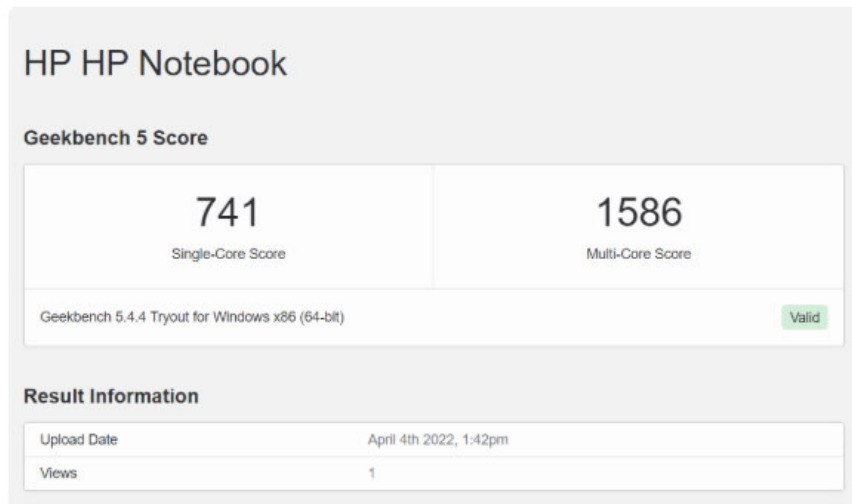 HP HP Notebook
Geekbench 5 Score
741 1586
Single-Core Score Multi-Core Score
Geekbench 5.4.4 Tryout for Windows x86 (64-bit) Valid
Result Information
Upload Date April 4th 2022, 1:42pm
Views 1